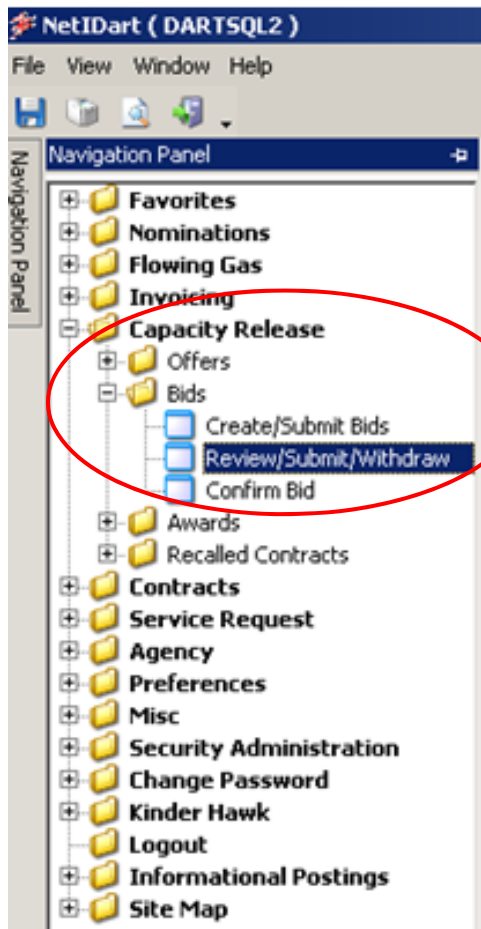 NetIDart ( DARTSQL2 )
File View Window Help
Navigation Panel
Navigation Panel
Favorites
Nominations
Flowing Gas
Invoicing
Capacity Release
Offers
Bids
Create/Submit Bids
Review/Submit/Withdraw
Confirm Bid
Awards
Recalled Contracts
Contracts
Service Request
Agency
Preferences
Misc
Security Administration
Change Password
Kinder Hawk
Logout
Informational Postings
Site Map